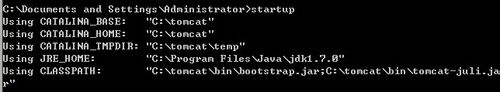 C:\Documents and Settings\Administrator>startup
Using CATALINA_BASE:   "C:\tomcat"
Using CATALINA_HOME:   "C:\tomcat"
Using CATALINA_TMPDIR: "C:\tomcat\temp"
Using JRE_HOME:        "C:\Program Files\Java\jdk1.7.0"
Using CLASSPATH:       "C:\tomcat\bin\bootstrap.jar;C:\tomcat\bin\tomcat-juli.ja
r"